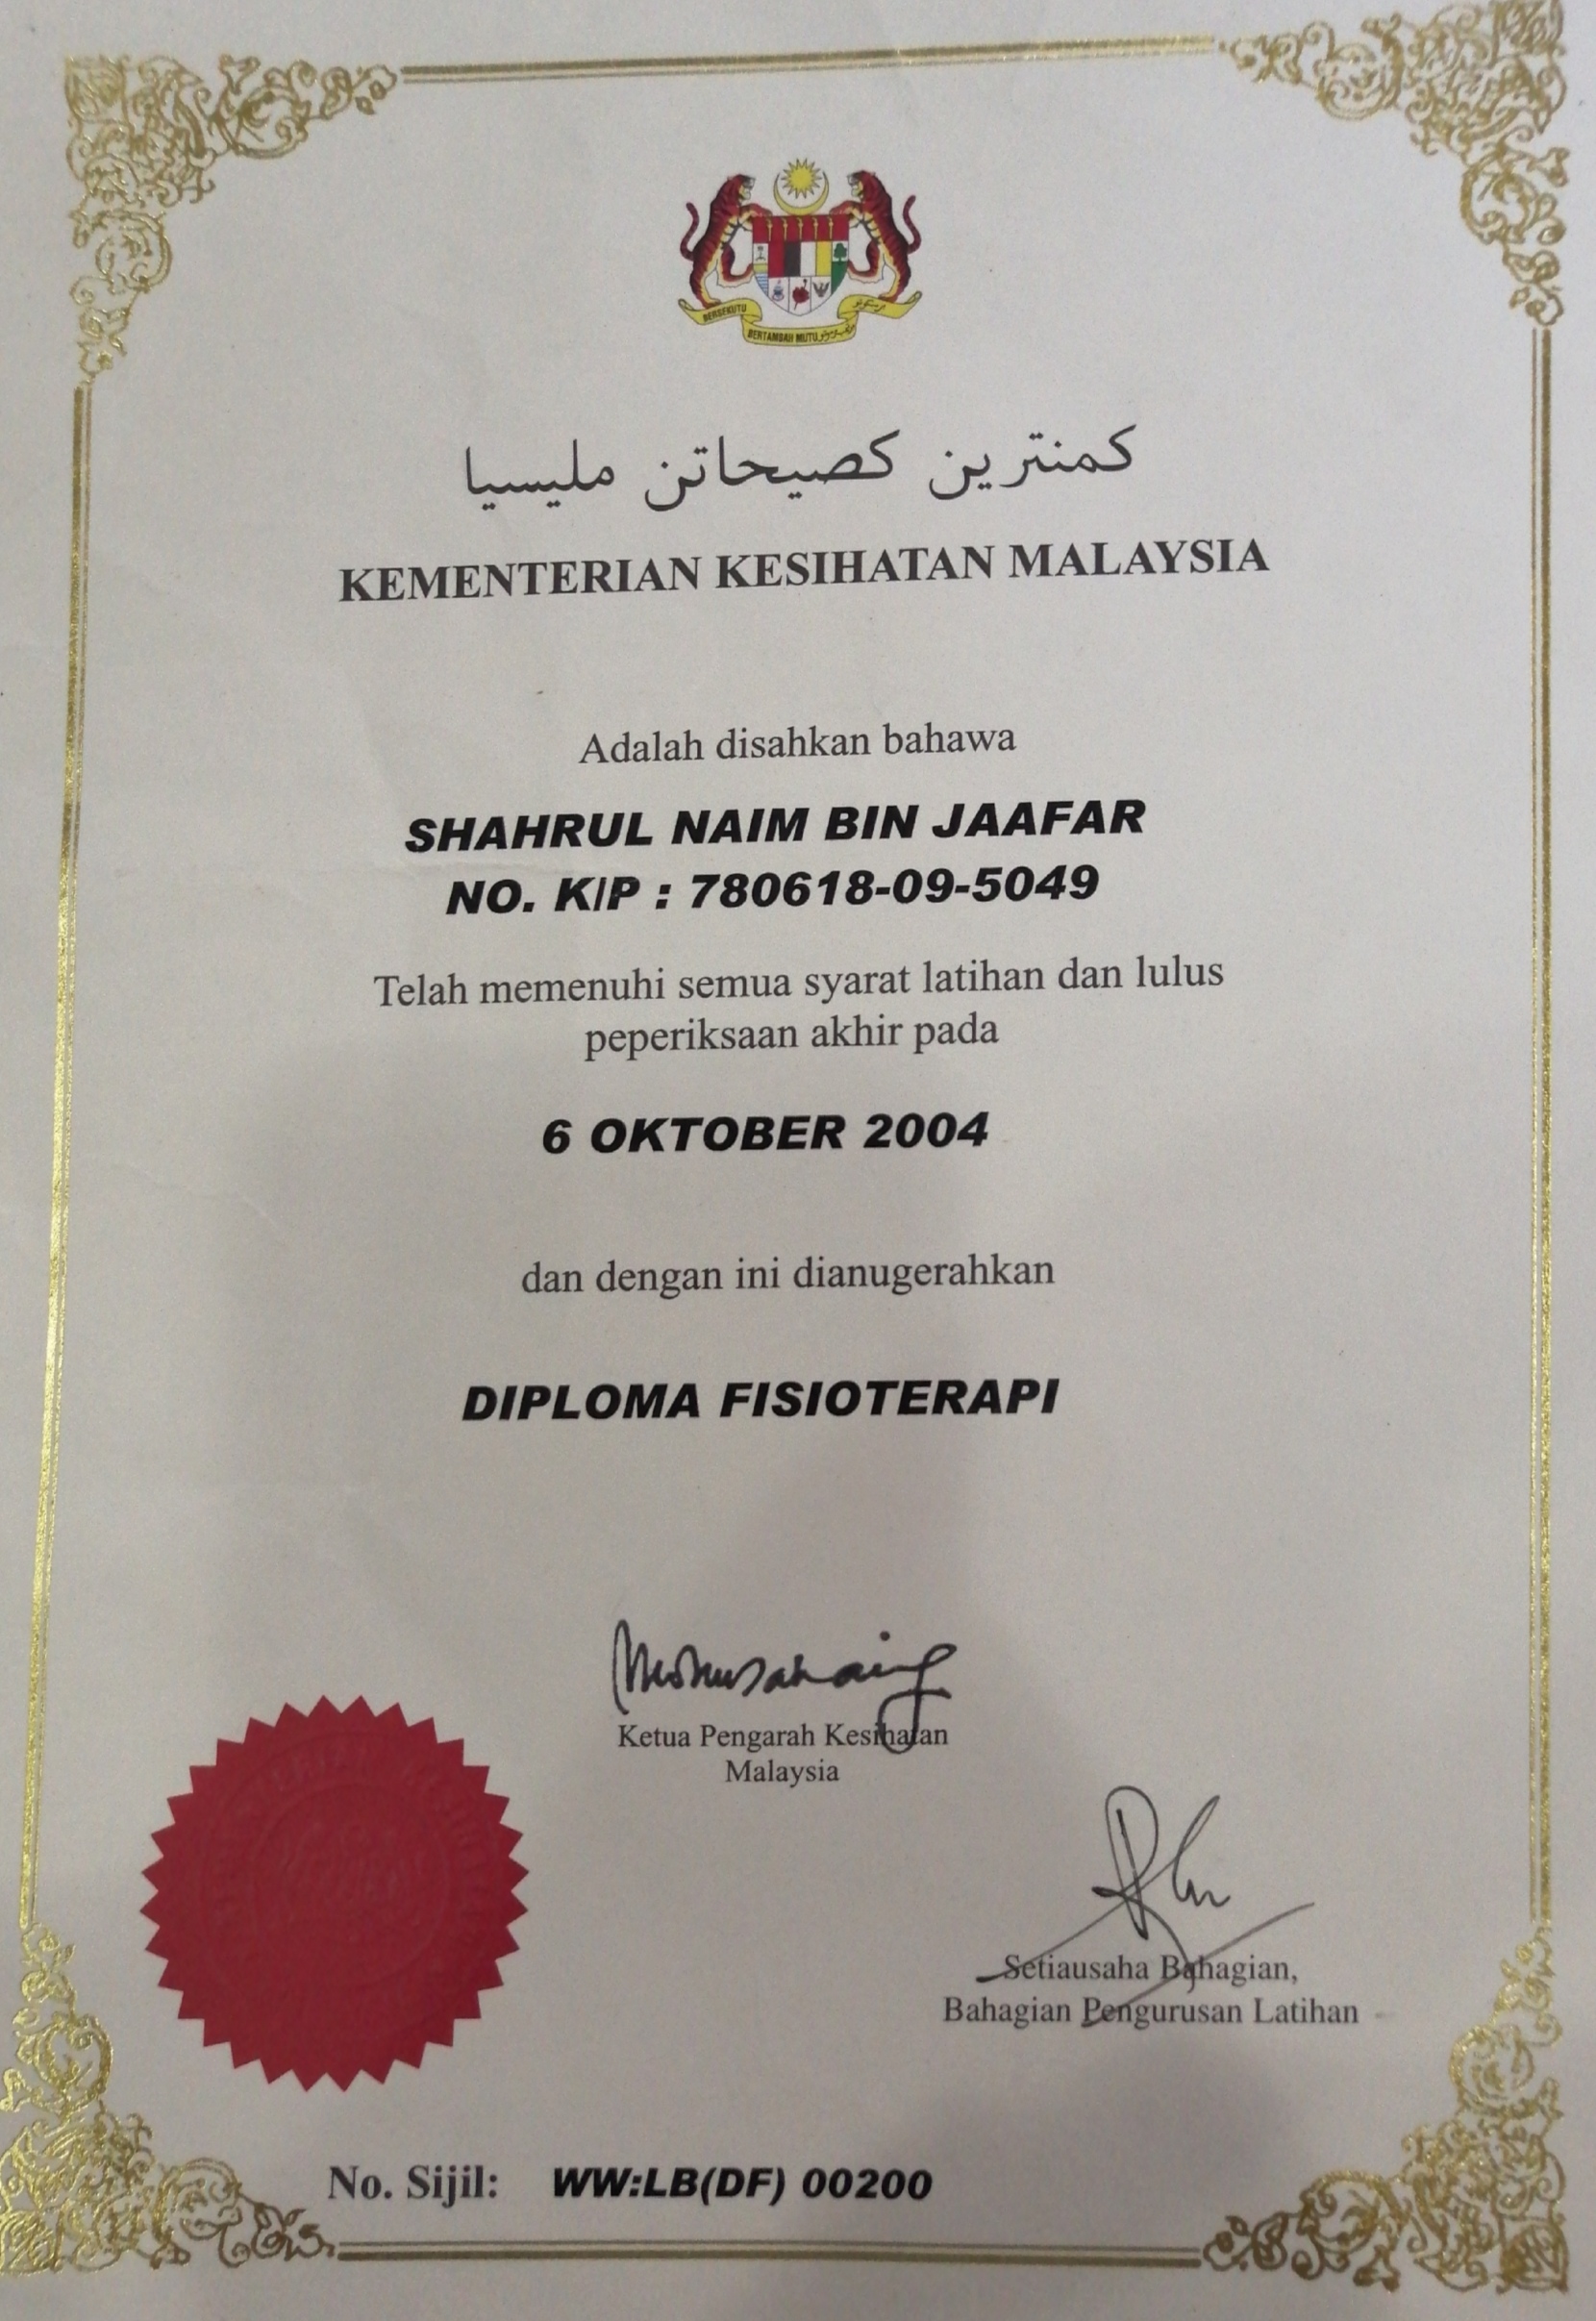 BERSEKUTU
BERTAMBAH MUTU
كمنترين كصيحاتن مليسيا
KEMENTERIAN KESIHATAN MALAYSIA
Adalah disahkan bahawa
SHAHRUL NAIM BIN JAAFAR
NO. K/P : 780618-09-5049
Telah memenuhi semua syarat latihan dan lulus
peperiksaan akhir pada
6 OKTOBER 2004
dan dengan ini dianugerahkan
DIPLOMA FISIOTERAPI
Ketua Pengarah Kesihatan
Malaysia
Setiausaha Bahagian,
Bahagian Pengurusan Latihan
No. Sijil: WW:LB(DF) 00200